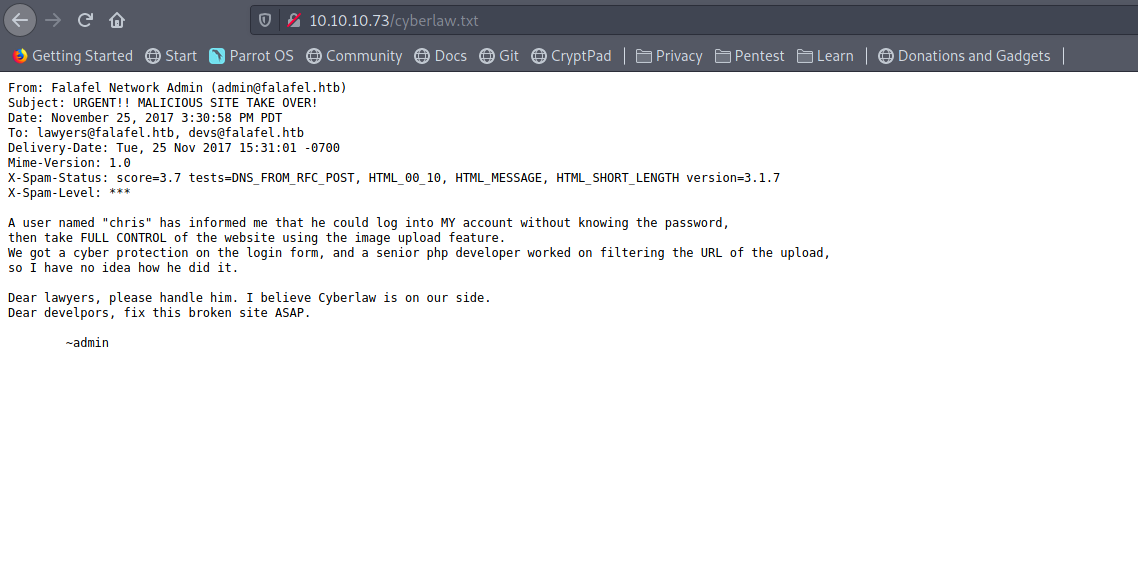 10.10.10.73/cyberlaw.txt
Getting Started Start Parrot OS Community Docs Git CryptPad Privacy Pentest Learn Donations and Gadgets
From: Falafel Network Admin (admin@falafel.htb)
Subject: URGENT!! MALICIOUS SITE TAKE OVER!
Date: November 25, 2017 3:30:58 PM PDT
To: lawyers@falafel.htb, devs@falafel.htb
Delivery-Date: Tue, 25 Nov 2017 15:31:01 -0700
Mime-Version: 1.0
X-Spam-Status: score=3.7 tests=DNS_FROM_RFC_POST, HTML_00_10, HTML_MESSAGE, HTML_SHORT_LENGTH version=3.1.7
X-Spam-Level: ***
A user named "chris" has informed me that he could log into MY account without knowing the password,
then take FULL CONTROL of the website using the image upload feature.
We got a cyber protection on the login form, and a senior php developer worked on filtering the URL of the upload,
so I have no idea how he did it.
Dear lawyers, please handle him. I believe Cyberlaw is on our side.
Dear develpors, fix this broken site ASAP.
~admin